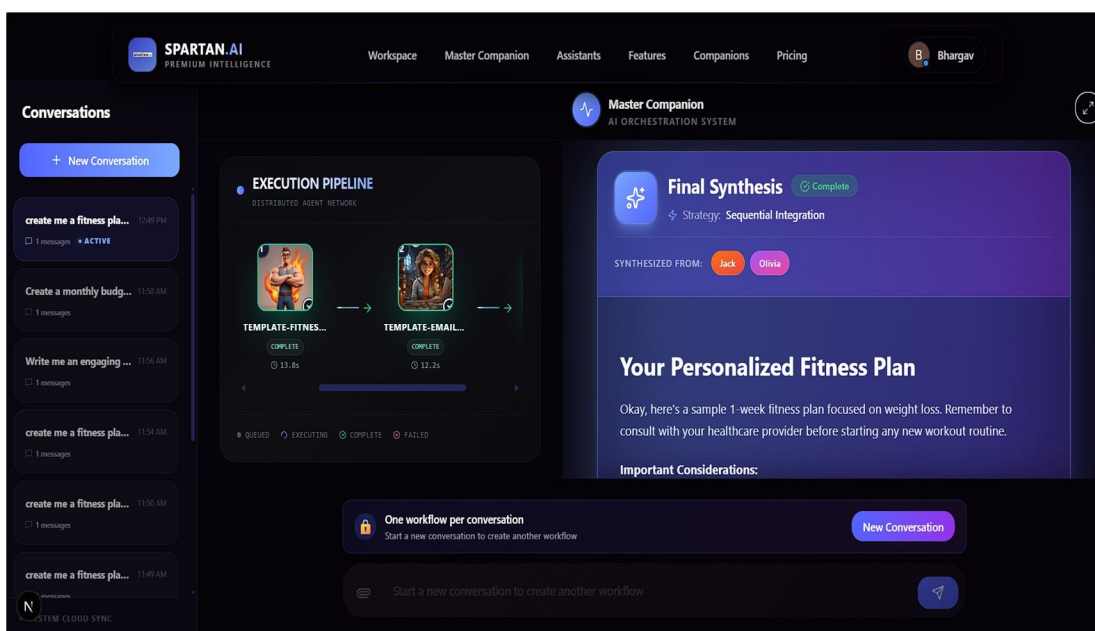 SPARTAN.AI
PREMIUM INTELLIGENCE
Workspace
Master Companion
Assistants
Features
Companions
Pricing
B
Bhargav
Conversations
+ New Conversation
create me a fitness pla... 12:49 PM
1 messages • ACTIVE
Create a monthly budg... 11:58 AM
1 messages
Write me an engaging ... 11:56 AM
1 messages
create me a fitness pla... 11:54 AM
1 messages
create me a fitness pla... 11:50 AM
1 messages
create me a fitness pla... 11:49 AM
messages
N
SYSTEM CLOUD SYNC
Master Companion
AI ORCHESTRATION SYSTEM
EXECUTION PIPELINE
DISTRIBUTED AGENT NETWORK
1
2
TEMPLATE-FITNES...
TEMPLATE-EMAIL...
COMPLETE
COMPLETE
13.8s
12.2s
QUEUED EXECUTING COMPLETE FAILED
Final Synthesis
Complete
Strategy: Sequential Integration
SYNTHESIZED FROM: Jack Olivia
Your Personalized Fitness Plan
Okay, here's a sample 1-week fitness plan focused on weight loss. Remember to
consult with your healthcare provider before starting any new workout routine.
Important Considerations:
One workflow per conversation
Start a new conversation to create another workflow
New Conversation
Start a new conversation to create another workflow